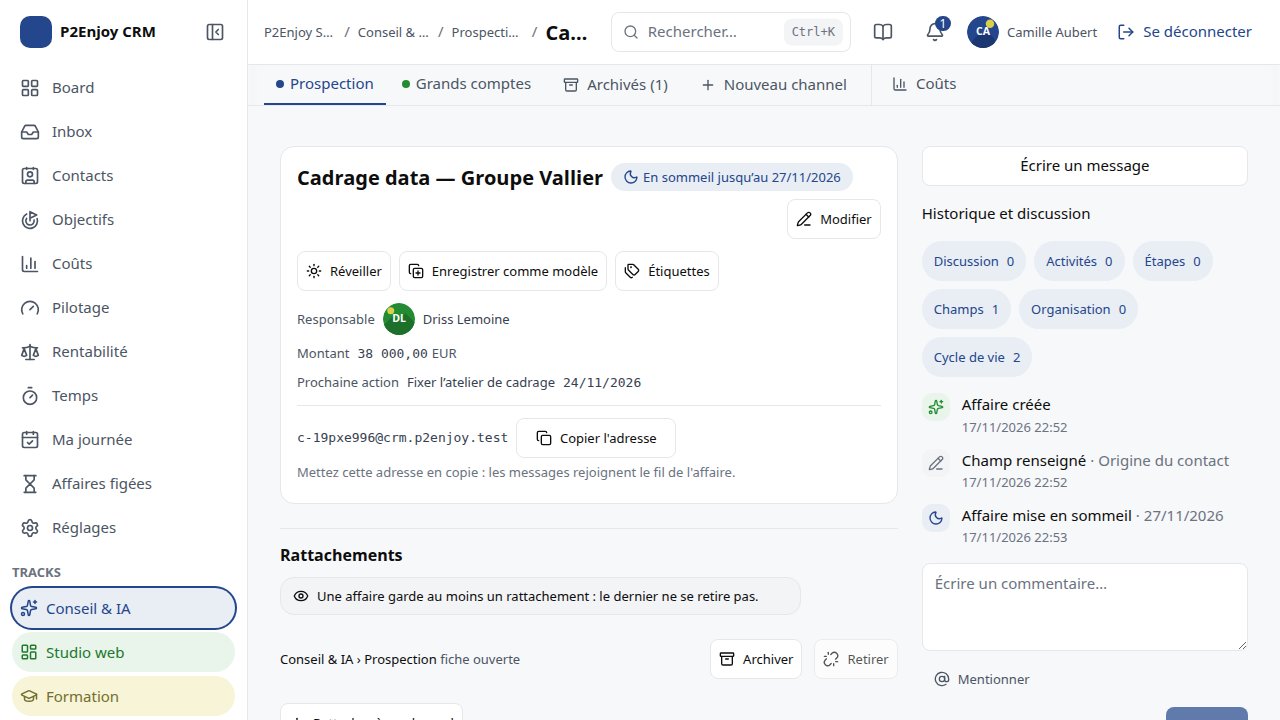 P2Enjoy CRM
Board
Inbox
Contacts
Objectifs
Coûts
Pilotage
Rentabilité
Temps
Ma journée
Affaires figées
Réglages
TRACKS
Conseil & IA
Studio web
Formation
P2Enjoy S... / Conseil & ... / Prospecti... / Ca...
Rechercher... Ctrl+K
1
CA Camille Aubert
Se déconnecter
Prospection
Grands comptes
Archivés (1)
Nouveau channel
Coûts
Cadrage data — Groupe Vallier
En sommeil jusqu’au 27/11/2026
Modifier
Réveiller
Enregistrer comme modèle
Étiquettes
Responsable DL Driss Lemoine
Montant 38 000,00 EUR
Prochaine action Fixer l’atelier de cadrage 24/11/2026
c-19pxe996@crm.p2enjoy.test
Copier l'adresse
Mettez cette adresse en copie : les messages rejoignent le fil de l'affaire.
Rattachements
Une affaire garde au moins un rattachement : le dernier ne se retire pas.
Conseil & IA › Prospection fiche ouverte
Archiver
Retirer
Écrire un message
Historique et discussion
Discussion 0
Activités 0
Étapes 0
Champs 1
Organisation 0
Cycle de vie 2
Affaire créée
17/11/2026 22:52
Champ renseigné · Origine du contact
17/11/2026 22:52
Affaire mise en sommeil · 27/11/2026
17/11/2026 22:53
Écrire un commentaire...
Mentionner